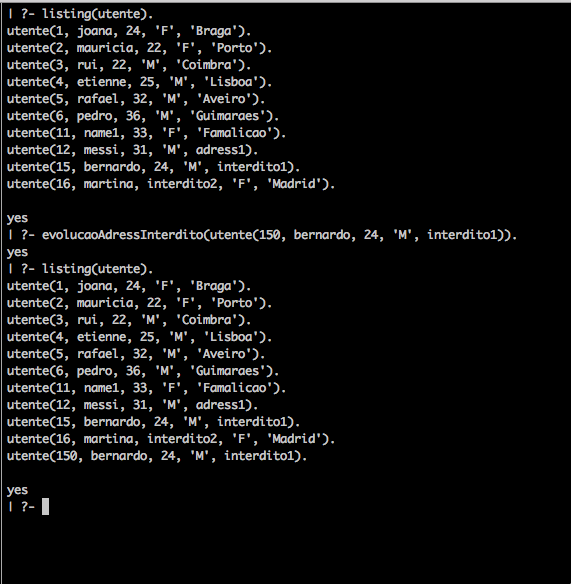 | ?- listing(utente).
utente(1, joana, 24, 'F', 'Braga').
utente(2, mauricia, 22, 'F', 'Porto').
utente(3, rui, 22, 'M', 'Coimbra').
utente(4, etienne, 25, 'M', 'Lisboa').
utente(5, rafael, 32, 'M', 'Aveiro').
utente(6, pedro, 36, 'M', 'Guimaraes').
utente(11, name1, 33, 'F', 'Famalicao').
utente(12, messi, 31, 'M', adress1).
utente(15, bernardo, 24, 'M', interdito1).
utente(16, martina, interdito2, 'F', 'Madrid').
yes
| ?- evolucaoAdressInterdito(utente(150, bernardo, 24, 'M', interdito1)).
yes
| ?- listing(utente).
utente(1, joana, 24, 'F', 'Braga').
utente(2, mauricia, 22, 'F', 'Porto').
utente(3, rui, 22, 'M', 'Coimbra').
utente(4, etienne, 25, 'M', 'Lisboa').
utente(5, rafael, 32, 'M', 'Aveiro').
utente(6, pedro, 36, 'M', 'Guimaraes').
utente(11, name1, 33, 'F', 'Famalicao').
utente(12, messi, 31, 'M', adress1).
utente(15, bernardo, 24, 'M', interdito1).
utente(16, martina, interdito2, 'F', 'Madrid').
utente(150, bernardo, 24, 'M', interdito1).
yes
| ?-